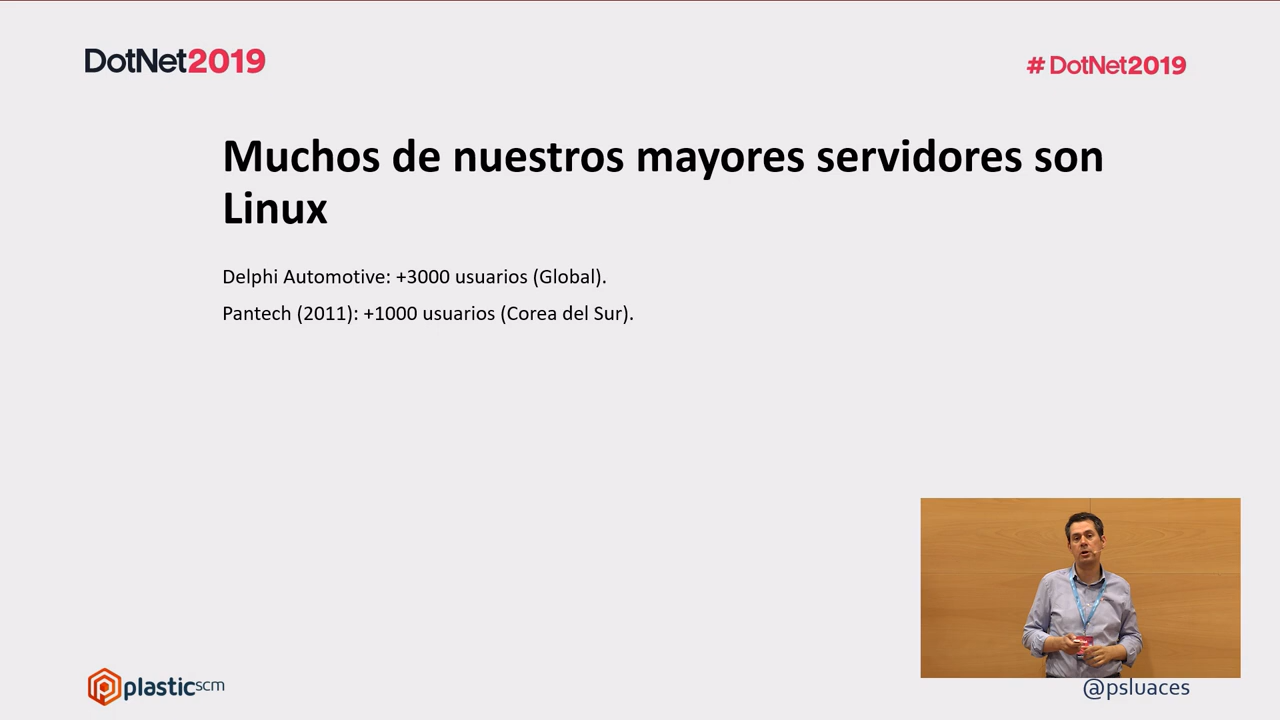 DotNet2019
# DotNet2019
Muchos de nuestros mayores servidores son
Linux
Delphi Automotive: +3000 usuarios (Global).
Pantech (2011): +1000 usuarios (Corea del Sur).
plasticscm
@psluaces